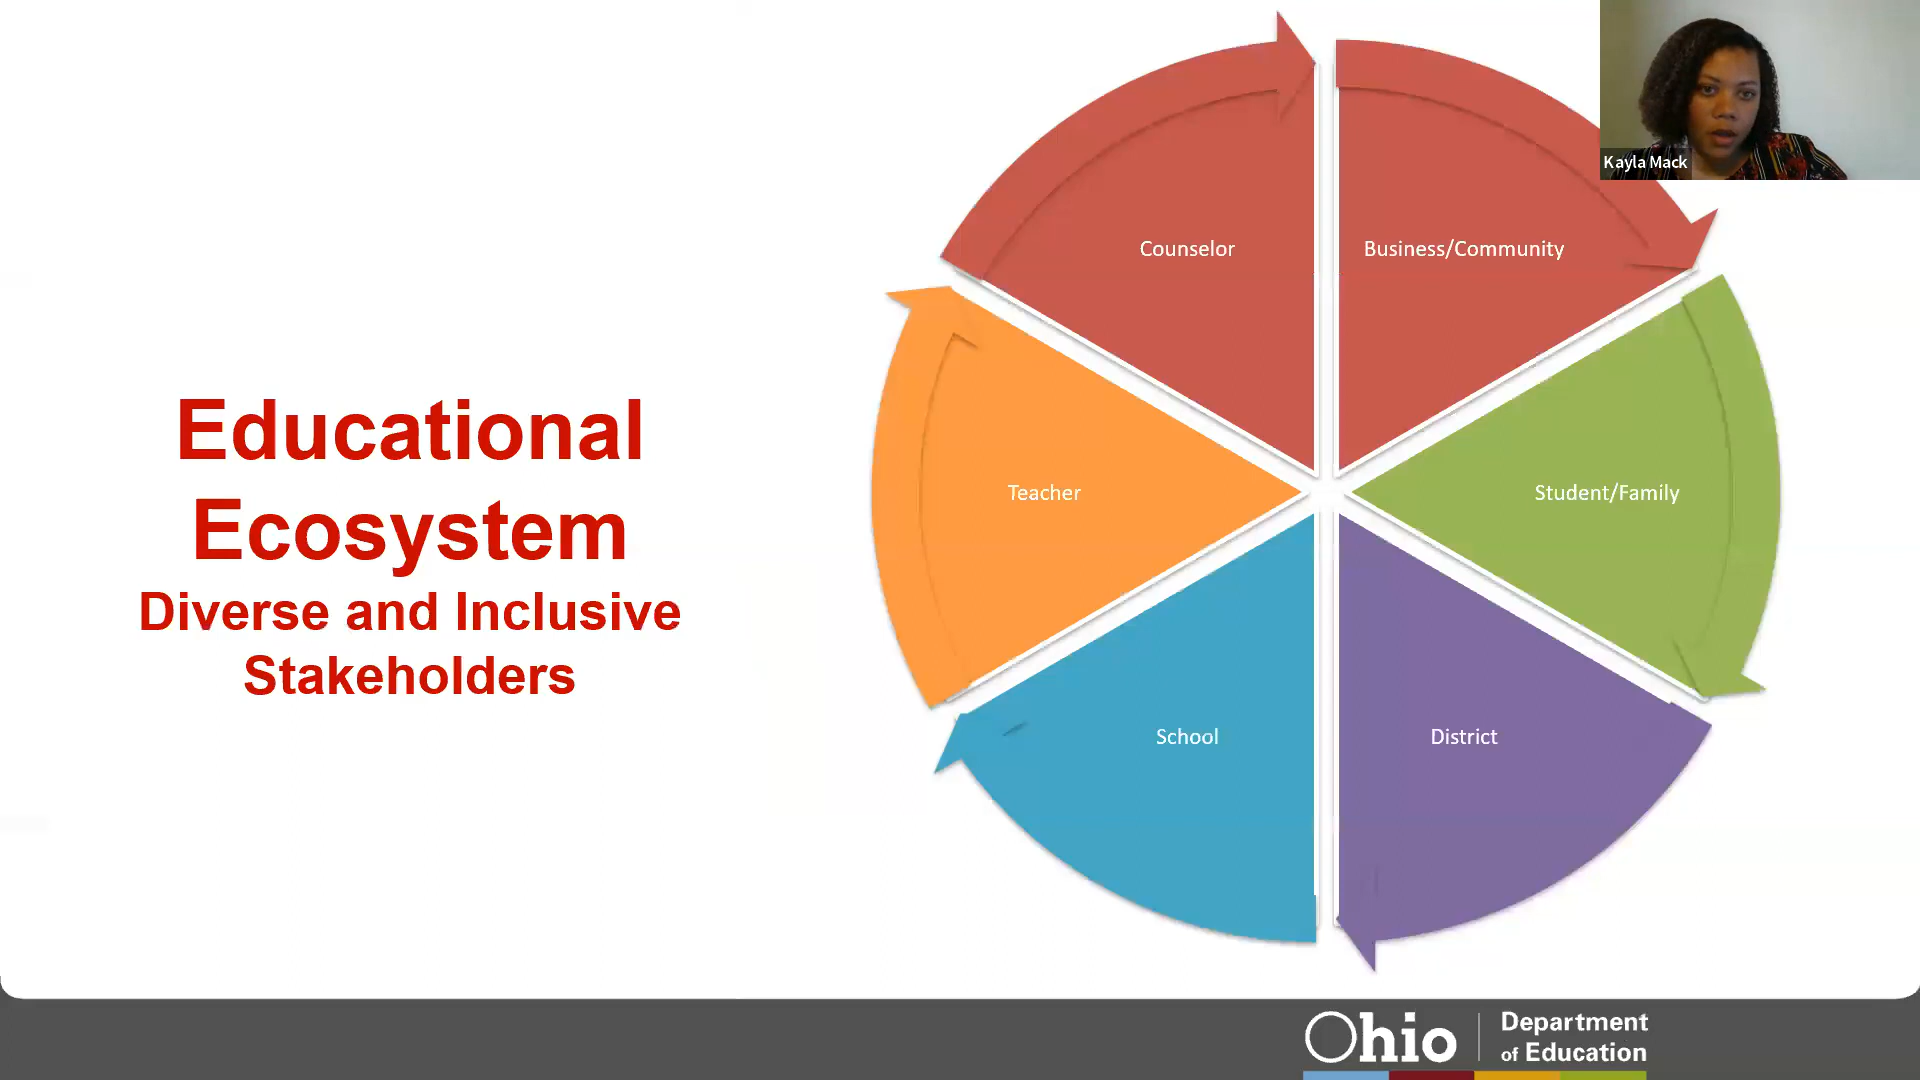 Kayla Mack
Counselor
Business/Community
Teacher
Student/Family
School
District
Educational
Ecosystem
Diverse and Inclusive
Stakeholders
Ohio
Department
of Education